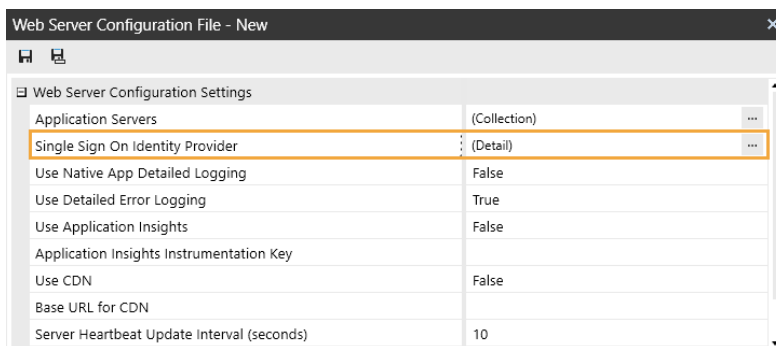 Web Server Configuration File - New
Web Server Configuration Settings
Application Servers (Collection) ...
Single Sign On Identity Provider (Detail) ...
Use Native App Detailed Logging False
Use Detailed Error Logging True
Use Application Insights False
Application Insights Instrumentation Key
Use CDN False
Base URL for CDN
Server Heartbeat Update Interval (seconds) 10